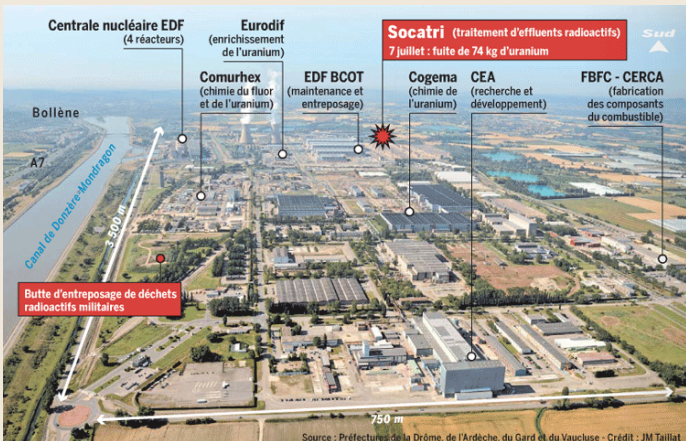 Centrale nucléaire EDF
(4 réacteurs)
Eurodif
(enrichissement
de l'uranium)
Socatri (traitement d'effluents radioactifs)
7 juillet : fuite de 74 kg d'uranium
Sud
Comurhex
(chimie du fluor
et de l'uranium)
EDF BCOT
(maintenance et
entreposage)
Cogema
(chimie de
l'uranium)
CEA
(recherche et
développement)
FBFC - CERCA
(fabrication
des composants
du combustible)
Bollène
A7
Canal de Donzère-Mondragon
3 500 m
Butte d'entreposage de déchets
radioactifs militaires
750 m
Source : Préfectures de la Drôme, de l'Ardèche, du Gard et du Vaucluse - Crédit : JM Taillat